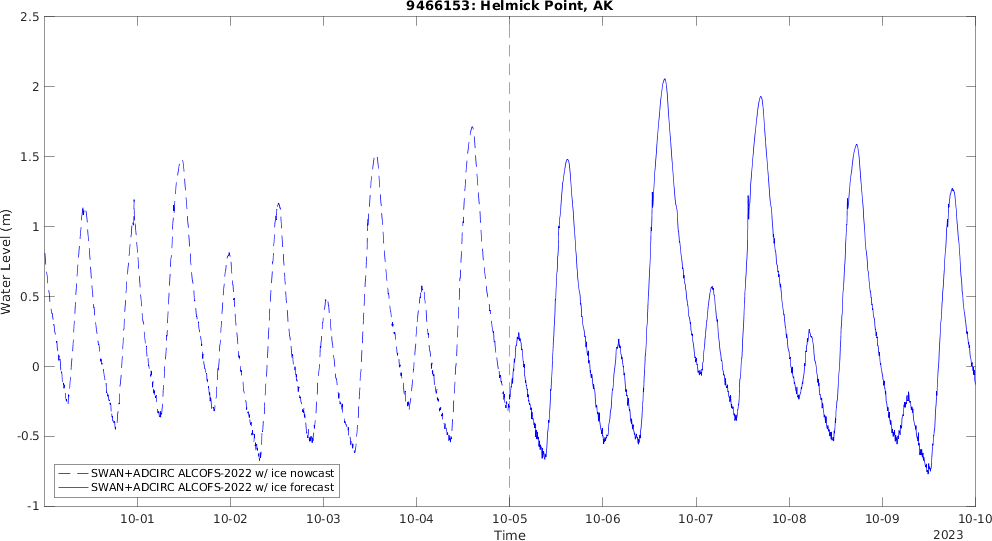 9466153: Helmick Point, AK
2.5
2
1.5
1
0.5
0
-0.5
-1
Water Level (m)
SWAN+ADCIRC ALCOFS-2022 w/ ice nowcast
SWAN+ADCIRC ALCOFS-2022 w/ ice forecast
10-01 10-02 10-03 10-04 10-05 10-06 10-07 10-08 10-09 10-10
Time
2023